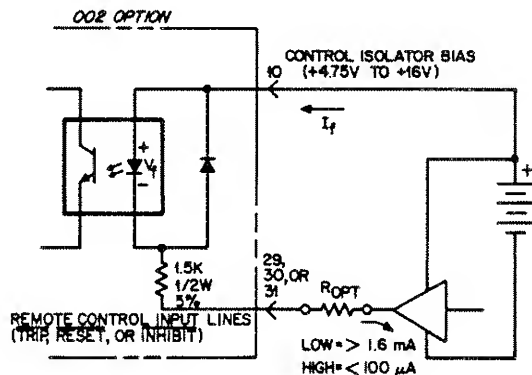 002 OPTION
CONTROL ISOLATOR BIAS
(+4.75V TO +16V)
10
If
+
Vf
-
+
1.5K
1/2W
5%
29,
30, OR
31
ROPT
REMOTE CONTROL INPUT LINES
(TRIP, RESET, OR INHIBIT)
LOW = > 1.6 mA
HIGH = < 100 µA